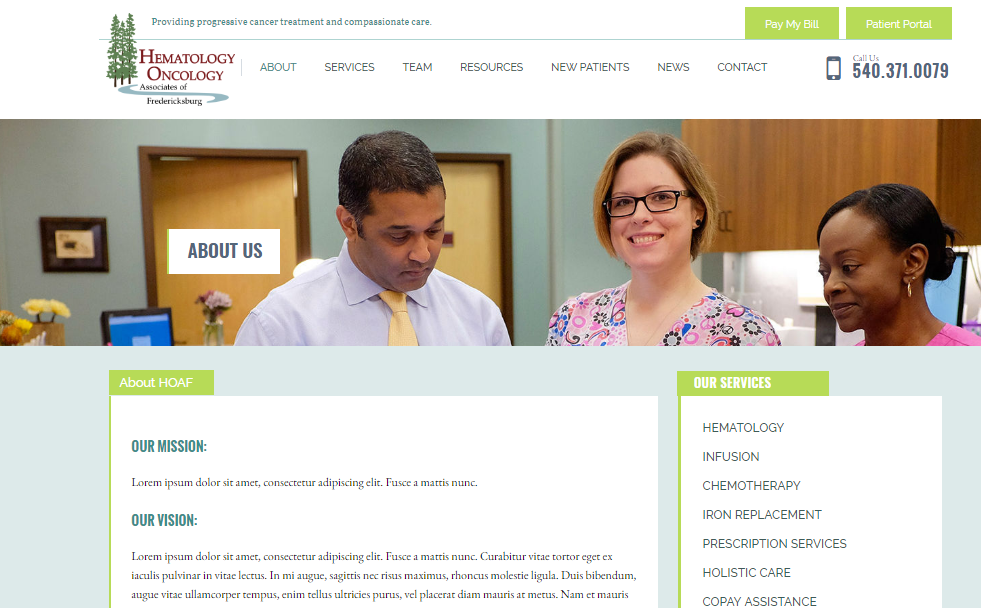 Providing progressive cancer treatment and compassionate care.
Pay My Bill
Patient Portal
HEMATOLOGY
ONCOLOGY
Associates of
Fredericksburg
ABOUT
SERVICES
TEAM
RESOURCES
NEW PATIENTS
NEWS
CONTACT
Call Us
540.371.0079
ABOUT US
About HOAF
OUR MISSION:
Lorem ipsum dolor sit amet, consectetur adipiscing elit. Fusce a mattis nunc.
OUR VISION:
Lorem ipsum dolor sit amet, consectetur adipiscing elit. Fusce a mattis nunc. Curabitur vitae tortor eget ex
iaculis pulvinar in vitae lectus. In mi augue, sagittis nec risus maximus, rhoncus molestie ligula. Duis bibendum,
augue vitae ullamcorper tempus, enim tellus ultricies purus, vel placerat diam mauris at metus. Nam et mauris
OUR SERVICES
HEMATOLOGY
INFUSION
CHEMOTHERAPY
IRON REPLACEMENT
PRESCRIPTION SERVICES
HOLISTIC CARE
COPAY ASSISTANCE